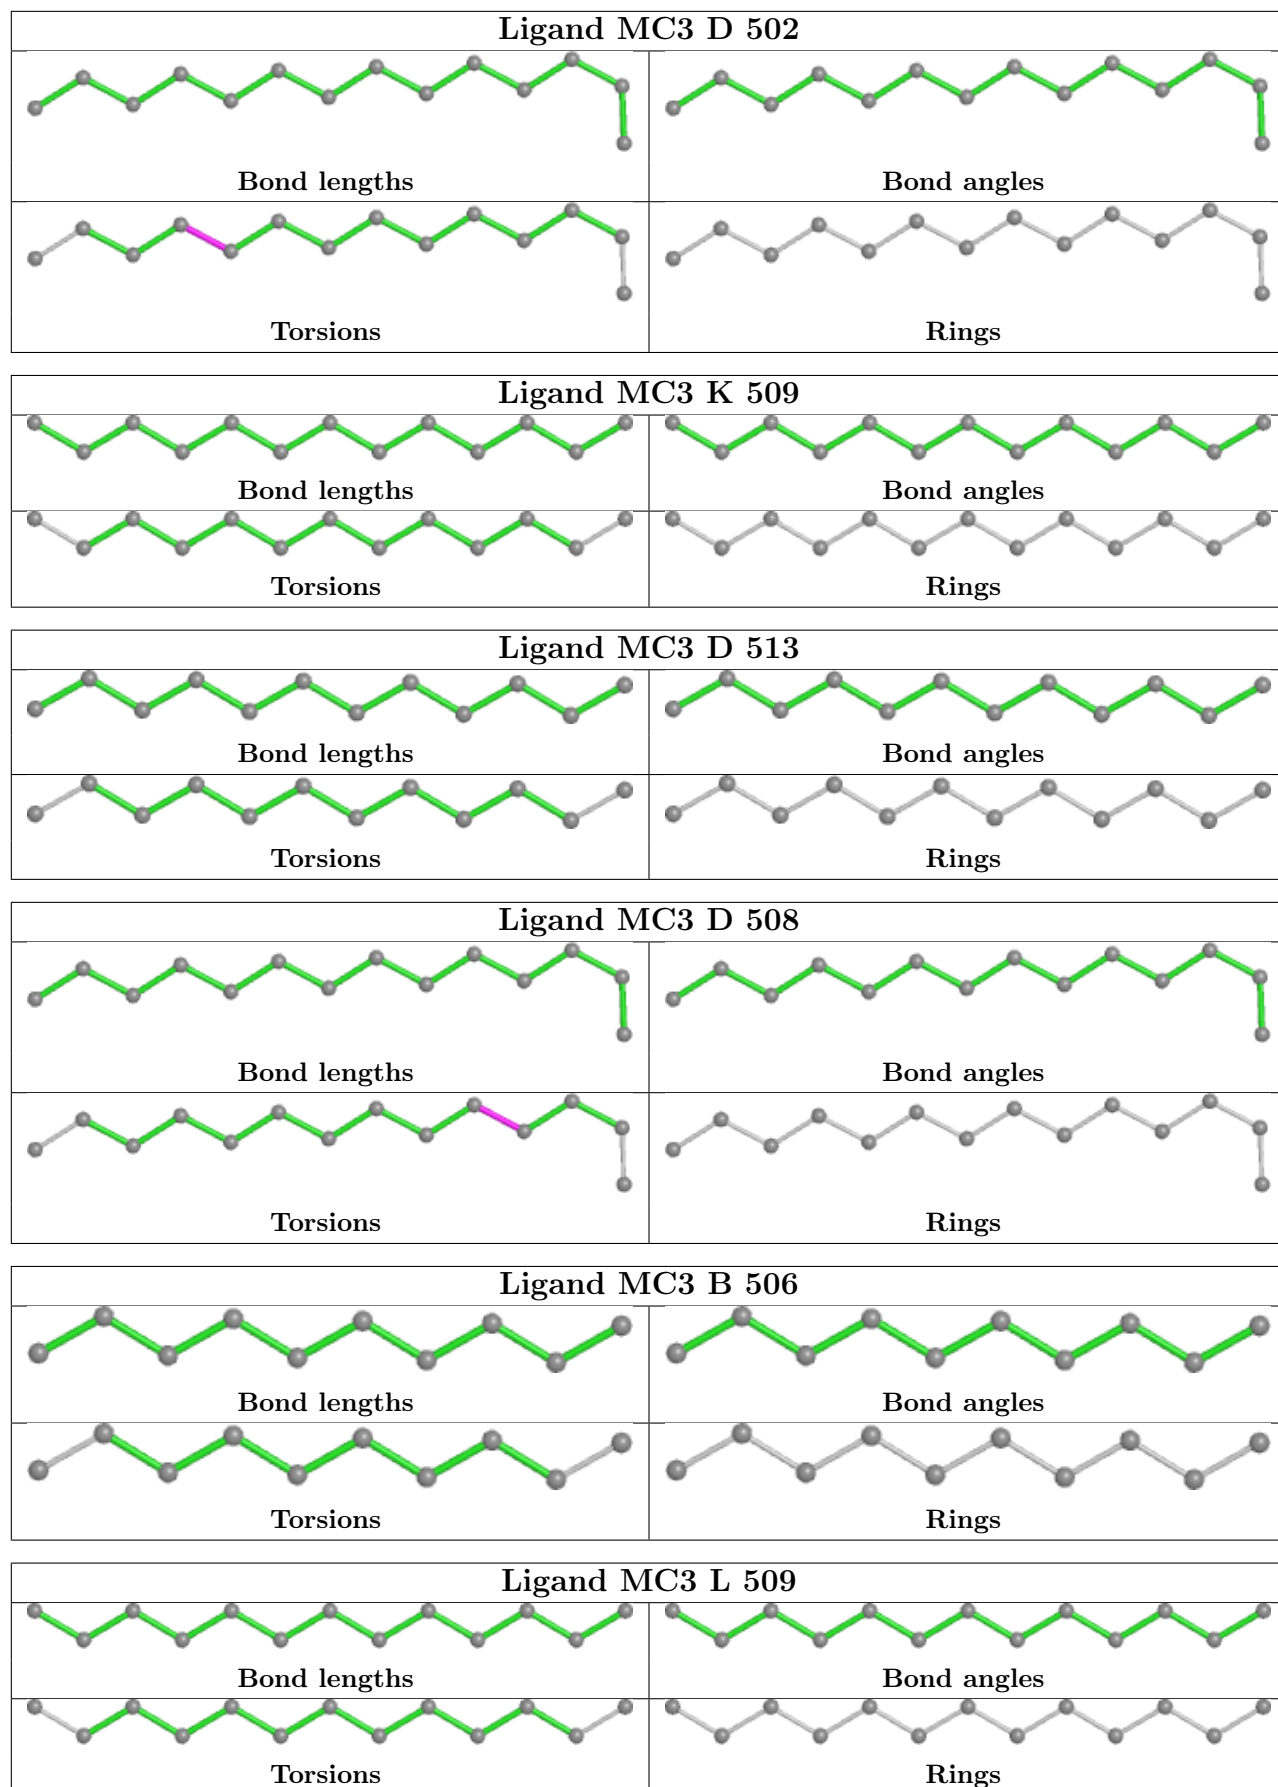 Ligand MC3 D 502
Bond lengths
Bond angles
Torsions
Rings
Ligand MC3 K 509
Bond lengths
Bond angles
Torsions
Rings
Ligand MC3 D 513
Bond lengths
Bond angles
Torsions
Rings
Ligand MC3 D 508
Bond lengths
Bond angles
Torsions
Rings
Ligand MC3 B 506
Bond lengths
Bond angles
Torsions
Rings
Ligand MC3 L 509
Bond lengths
Bond angles
Torsions
Rings